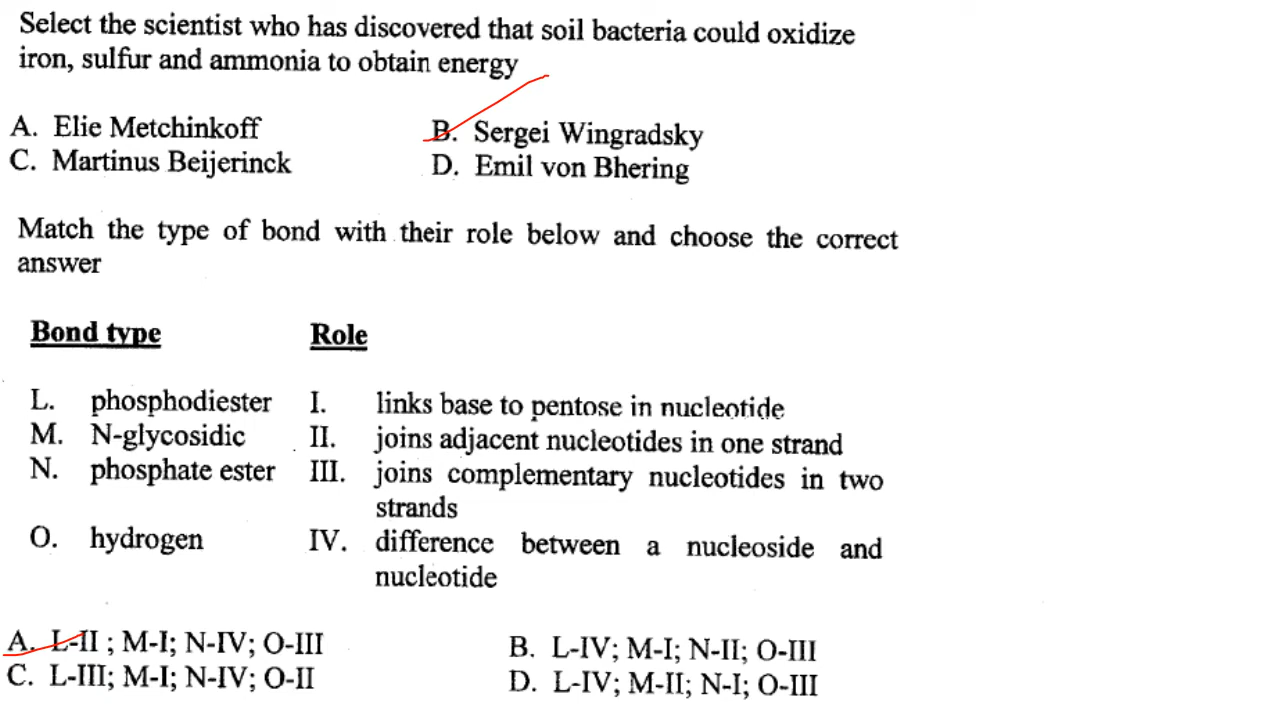 Select the scientist who has discovered that soil bacteria could oxidize
iron, sulfur and ammonia to obtain energy
A. Elie Metchinkoff B. Sergei Wingradsky
C. Martinus Beijerinck D. Emil von Bhering
Match the type of bond with their role below and choose the correct
answer
Bond type Role
L. phosphodiester I. links base to pentose in nucleotide
M. N-glycosidic II. joins adjacent nucleotides in one strand
N. phosphate ester III. joins complementary nucleotides in two
strands
O. hydrogen IV. difference between a nucleoside and
nucleotide
A. L-II ; M-I; N-IV; O-III B. L-IV; M-I; N-II; O-III
C. L-III; M-I; N-IV; O-II D. L-IV; M-II; N-I; O-III